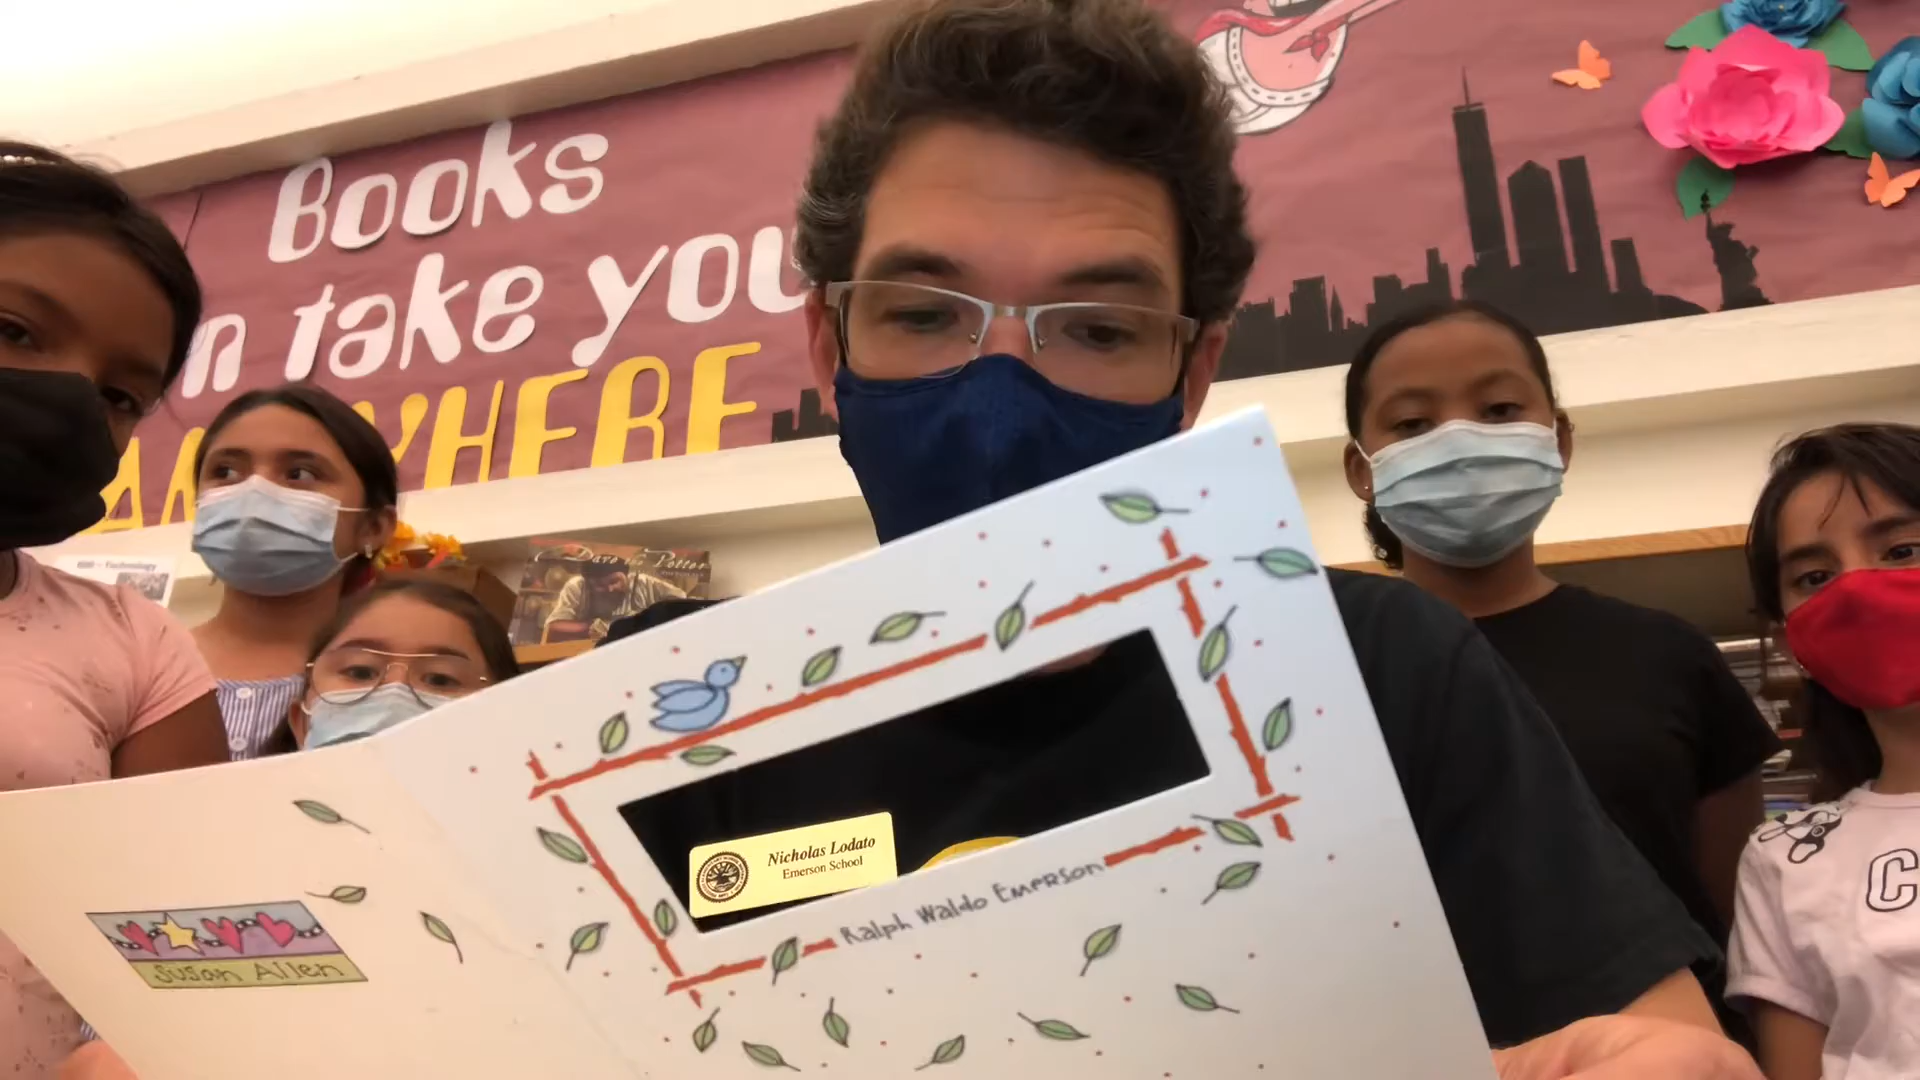 Books
take you
Dave the Potter
Nicholas Lodato
Emerson School
Ralph Waldo Emerson
Susan Allen
C